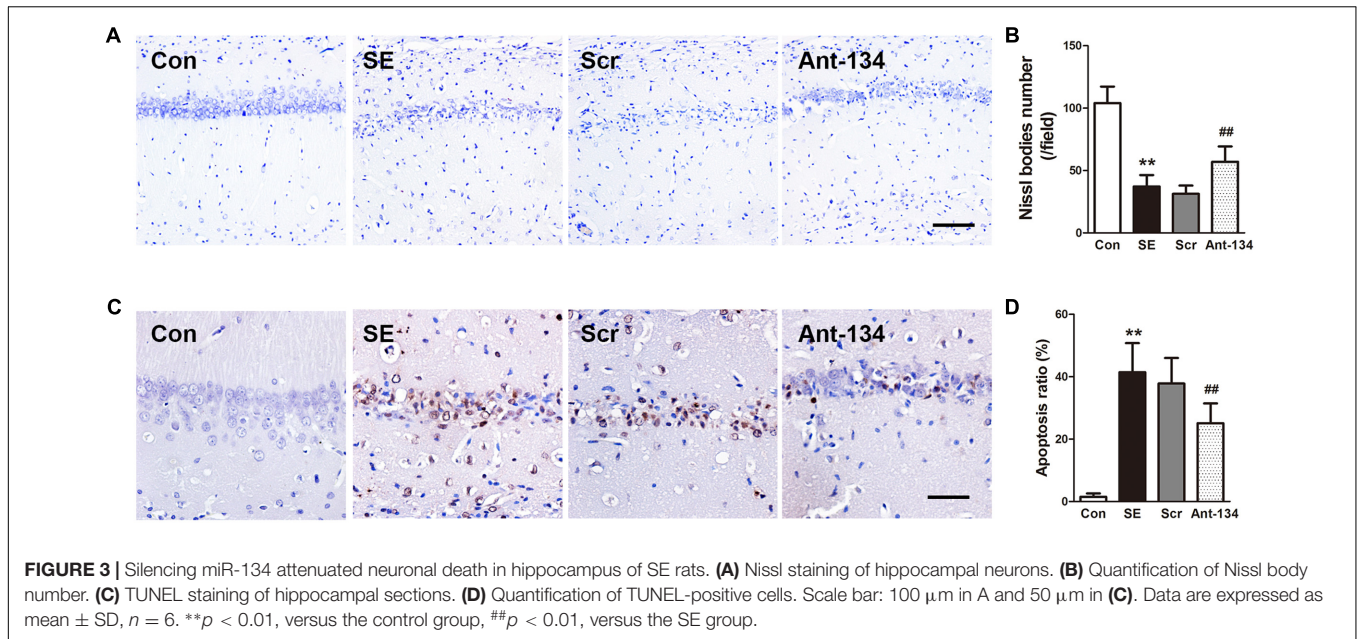 A
Con
SE
Scr
Ant-134
B
Nissl bodies number
(/field)
150
100
50
0
**
##
Con SE Scr Ant-134
C
Con
SE
Scr
Ant-134
D
Apoptosis ratio (%)
60
40
20
0
**
##
Con SE Scr Ant-134
FIGURE 3 | Silencing miR-134 attenuated neuronal death in hippocampus of SE rats. (A) Nissl staining of hippocampal neurons. (B) Quantification of Nissl body
number. (C) TUNEL staining of hippocampal sections. (D) Quantification of TUNEL-positive cells. Scale bar: 100 μm in A and 50 μm in (C). Data are expressed as
mean ± SD, n = 6. **p < 0.01, versus the control group, ##p < 0.01, versus the SE group.